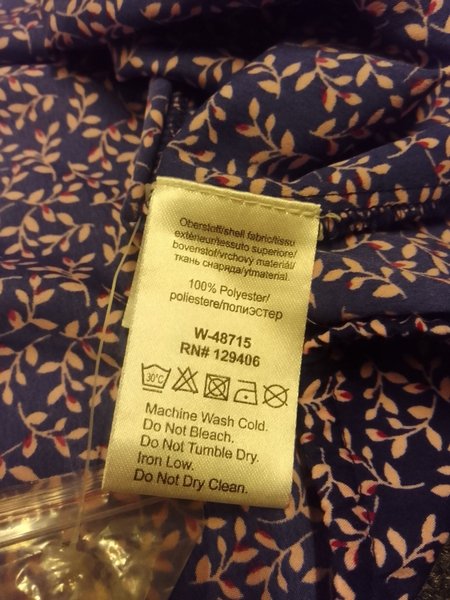 Oberstoff/shell fabric/tissu
extérieur/tessuto superiore/
bovenstof/vrchový materiál/
ткань снаряда/ytmaterial.
100% Polyester/
poliestere/полиэстер
W-48715
RN# 129406
30°C
Machine Wash Cold.
Do Not Bleach.
Do Not Tumble Dry.
Iron Low.
Do Not Dry Clean.